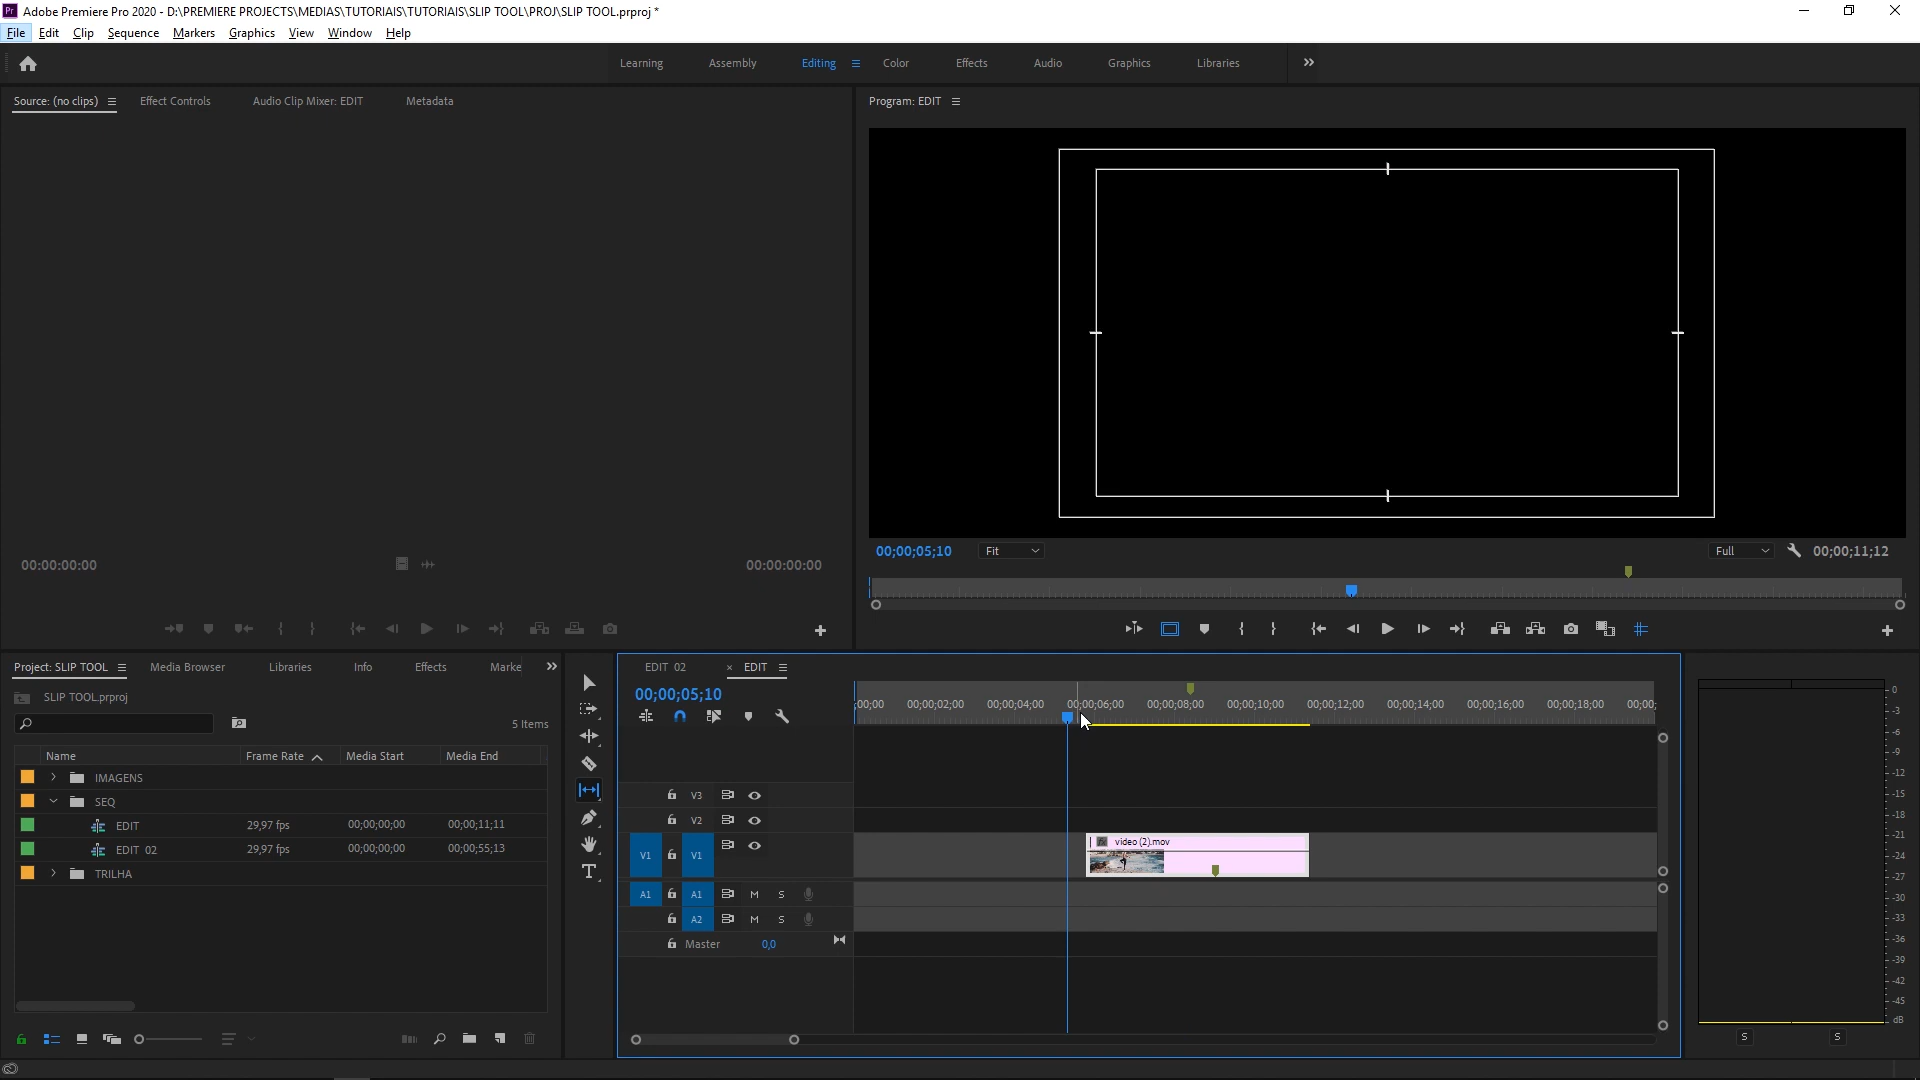 Pr Adobe Premiere Pro 2020 - D:\PREMIERE PROJECTS\MEDIAS\TUTORIAIS\TUTORIAIS\SLIP TOOL\PROJ\SLIP TOOL.prproj *
File Edit Clip Sequence Markers Graphics View Window Help
Learning Assembly Editing Color Effects Audio Graphics Libraries
Source: (no clips) Effect Controls Audio Clip Mixer: EDIT Metadata
Program: EDIT
00;00;05;10 Fit Full 00;00;11;12
00:00:00:00 00:00:00:00
Project: SLIP TOOL Media Browser Libraries Info Effects Marke
SLIP TOOL.prproj
5 Items
Name Frame Rate Media Start Media End
IMAGENS
SEQ
EDIT 29,97 fps 00;00;00;00 00;00;11;11
EDIT 02 29,97 fps 00;00;00;00 00;00;55;13
TRILHA
EDIT 02 × EDIT
00;00;05;10
;00;00 00;00;02;00 00;00;04;00 00;00;06;00 00;00;08;00 00;00;10;00 00;00;12;00 00;00;14;00 00;00;16;00 00;00;18;00 00;00;
V3
V2
V1 V1
fx video (2).mov
A1 A1 M S
A2 M S
Master 0,0
0
-3
-6
-9
-12
-15
-18
-21
-24
-27
-30
-33
-36
-39
-42
-45
dB
S S